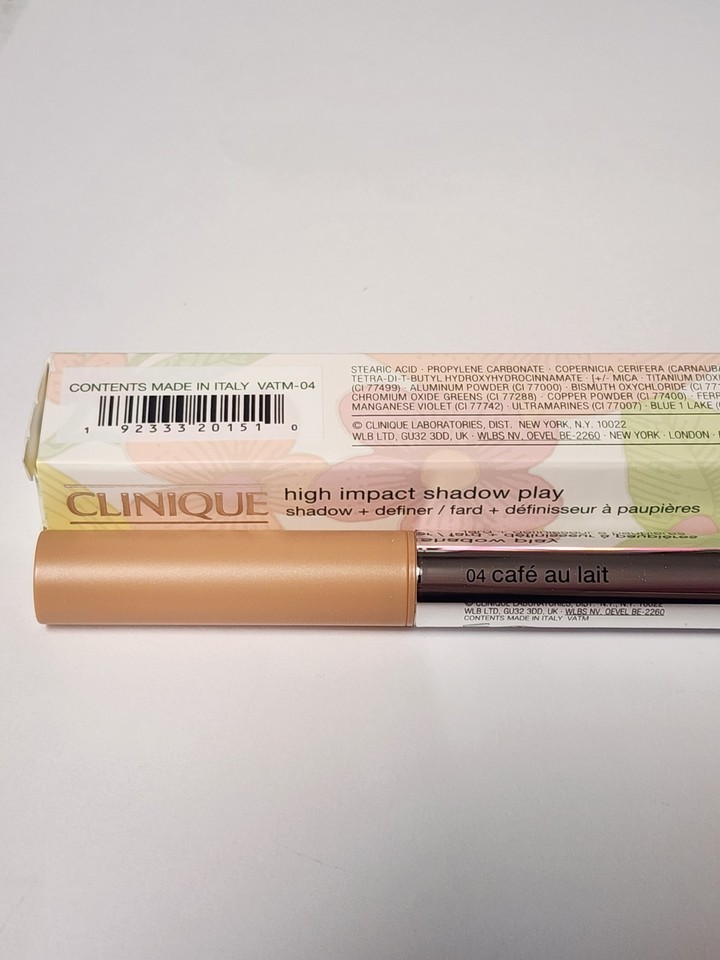 CONTENTS MADE IN ITALY VATM-04
1 92333 20151 0
STEARIC ACID · PROPYLENE CARBONATE · COPERNICIA CERIFERA (CARNAUBA
TETRA-DI-T-BUTYL HYDROXYHYDROCINNAMATE · [+/- MICA · TITANIUM DIOXI
(CI 77499) · ALUMINUM POWDER (CI 77000) · BISMUTH OXYCHLORIDE (CI 771
CHROMIUM OXIDE GREENS (CI 77288) · COPPER POWDER (CI 77400) · FERR
MANGANESE VIOLET (CI 77742) · ULTRAMARINES (CI 77007) · BLUE 1 LAKE (
© CLINIQUE LABORATORIES, DIST. NEW YORK, N.Y. 10022
WLB LTD, GU32 3DD, UK · WLBS NV, OEVEL BE-2260 · NEW YORK · LONDON ·
CLINIQUE
high impact shadow play
shadow + definer / fard + définisseur à paupières
04 café au lait
© CLINIQUE LABORATORIES, DIST. N.Y., N.Y. 10022
WLB LTD, GU32 3DD, UK · WLBS NV, OEVEL BE-2260
CONTENTS MADE IN ITALY VATM